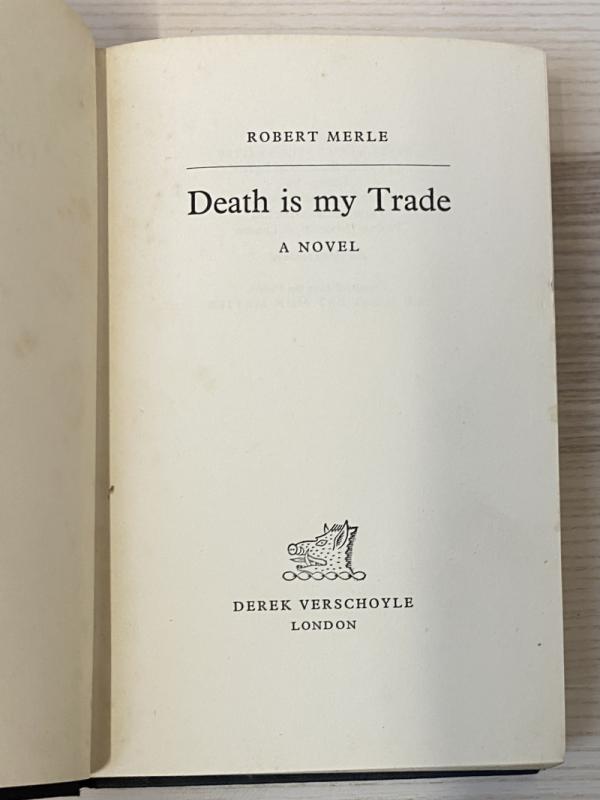 ROBERT MERLE
Death is my Trade
A NOVEL
DEREK VERSCHOYLE
LONDON